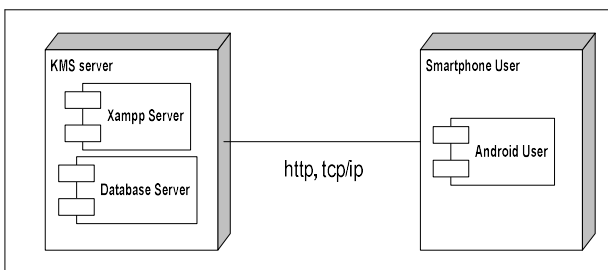 KMS server
Xampp Server
Database Server
http, tcp/ip
Smartphone User
Android User